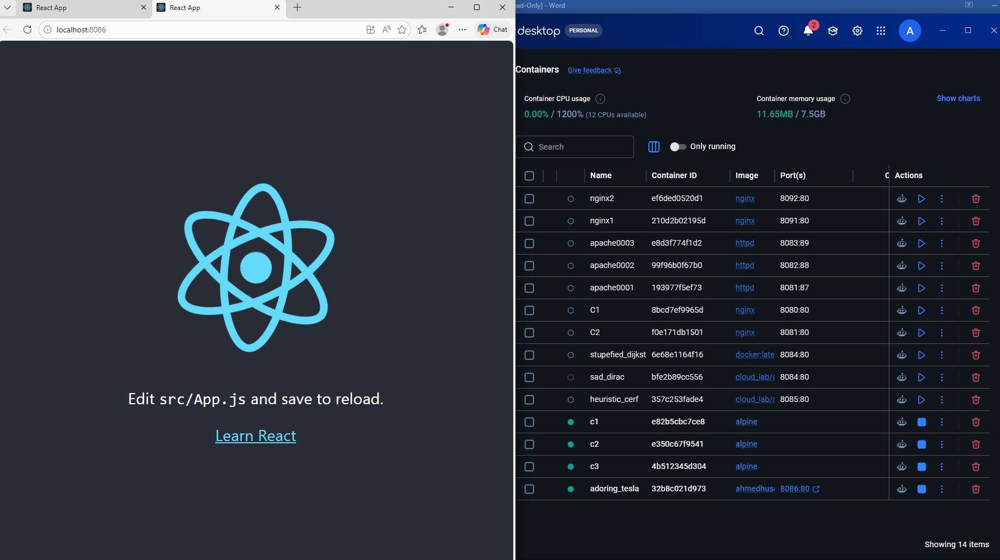 React App
React App
localhost:8086
Chat
Edit src/App.js and save to reload.
Learn React
ead-Only] - Word
desktop PERSONAL
2
A
Containers Give feedback
Container CPU usage
0.00% / 1200% (12 CPUs available)
Container memory usage
11.65MB / 7.5GB
Show charts
Search
Only running
Name Container ID Image Port(s) C Actions
nginx2 ef6ded0520d1 nginx 8092:80
nginx1 210d2b02195d nginx 8091:80
apache0003 e8d3f774f1d2 httpd 8083:89
apache0002 99f96b0f67b0 httpd 8082:88
apache0001 193977f5ef73 httpd 8081:87
C1 8bcd7ef9965d nginx 8080:80
C2 f0e171db1501 nginx 8081:80
stupefied_dijkst 6e68e1164f16 docker:late 8084:80
sad_dirac bfe2b89cc556 cloud_lab/c 8084:80
heuristic_cerf 357c253fade4 cloud_lab/c 8085:80
c1 e82b5cbc7ce8 alpine
c2 e350c67f9541 alpine
c3 4b512345d304 alpine
adoring_tesla 32b8c021d973 ahmedhusa 8086:80
Showing 14 items